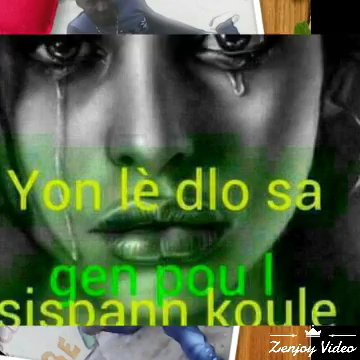 Yon lè dlo sa
gen pou l
sispann koule
Zenjoy Video